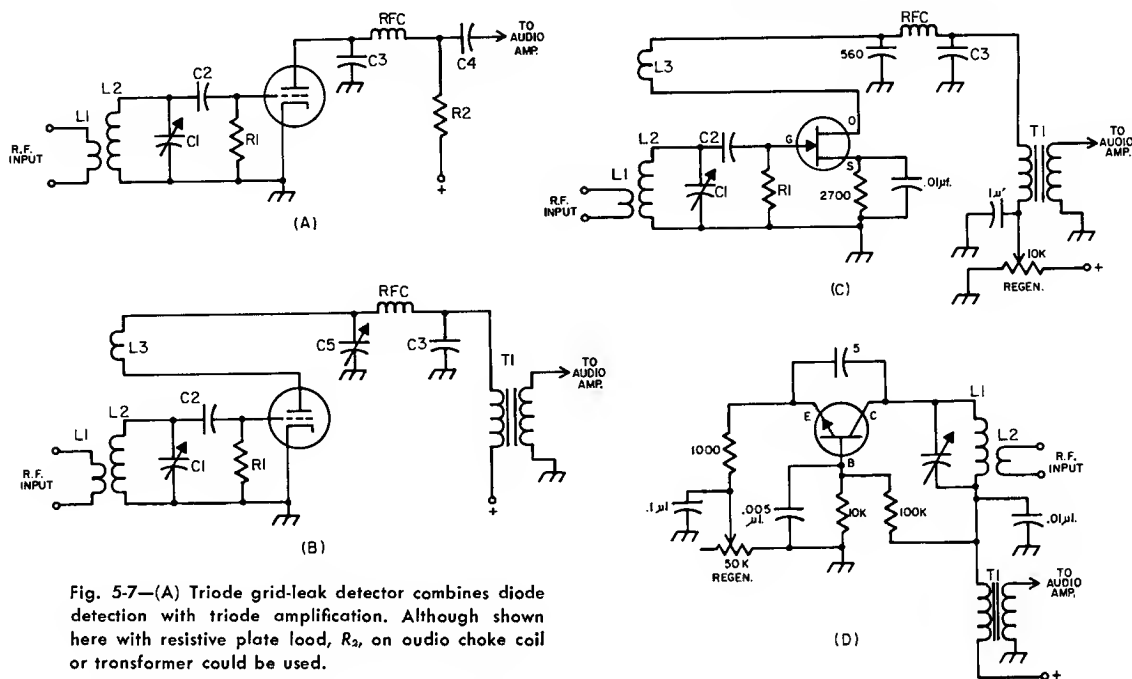 RFC
TO
AUDIO
AMP.
C3
C4
C2
L2
L1
R2
C1
R1
R.F.
INPUT
+
(A)
RFC
L3
C5
C3
T1
TO
AUDIO
AMP.
C2
L2
L1
C1
R1
R.F.
INPUT
+
(B)
RFC
560
C3
L3
O
T1
TO
AUDIO
AMP.
C2
G
L2
S
L1
C1
R1
2700
.01µf.
R.F.
INPUT
1µf
10K
+
REGEN.
(C)
5
E
C
L1
L2
1000
R.F.
INPUT
B
.1µf.
.005
µf.
10K
100K
.01µf.
50K
REGEN.
T1
TO
AUDIO
AMP.
(D)
+
Fig. 5-7—(A) Triode grid-leak detector combines diode
detection with triode amplification. Although shown
here with resistive plate lood, R₂, on audio choke coil
or tronsformer could be used.